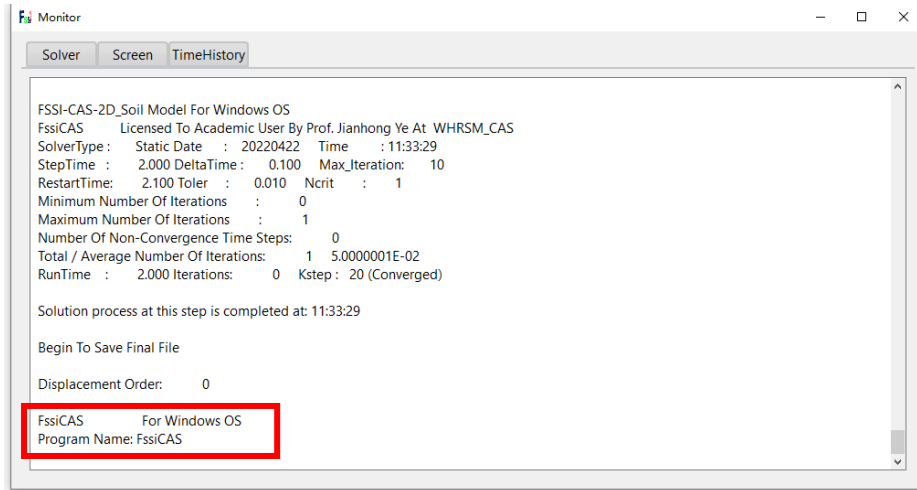 Monitor
Solver Screen TimeHistory
FSSI-CAS-2D_Soil Model For Windows OS
FssiCAS Licensed To Academic User By Prof. Jianhong Ye At WHRSM_CAS
SolverType : Static Date : 20220422 Time : 11:33:29
StepTime : 2.000 DeltaTime : 0.100 Max_Iteration: 10
RestartTime: 2.100 Toler : 0.010 Ncrit : 1
Minimum Number Of Iterations : 0
Maximum Number Of Iterations : 1
Number Of Non-Convergence Time Steps: 0
Total / Average Number Of Iterations: 1 5.0000001E-02
RunTime : 2.000 Iterations: 0 Kstep : 20 (Converged)
Solution process at this step is completed at: 11:33:29
Begin To Save Final File
Displacement Order: 0
FssiCAS For Windows OS
Program Name: FssiCAS